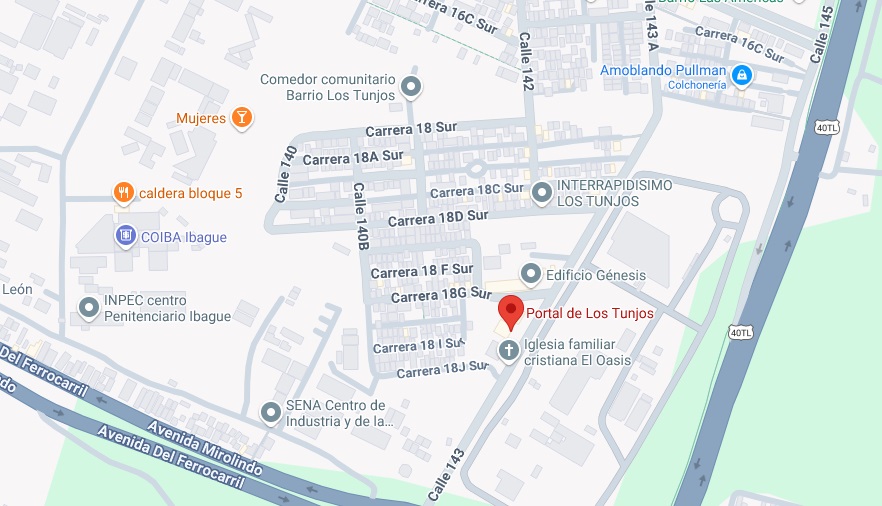 Carrera 16C Sur
Calle 142
Calle 143 A
Barrio Las Américas
Carrera 16C Sur
Calle 145
Comedor comunitario
Barrio Los Tunjos
Amoblando Pullman
Colchonería
Mujeres
Carrera 18 Sur
40TL
Calle 140
Carrera 18A Sur
caldera bloque 5
Calle 140B
Carrera 18C Sur
INTERRAPIDISIMO
LOS TUNJOS
Carrera 18D Sur
COIBA Ibague
Carrera 18 F Sur
Edificio Génesis
León
INPEC centro
Penitenciario Ibague
Carrera 18G Sur
Portal de Los Tunjos
40TL
Carrera 18 I Sur
Iglesia familiar
cristiana El Oasis
Del Ferrocarril
Mirolindo
Carrera 18J Sur
SENA Centro de
Industria y de la...
Avenida Mirolindo
Avenida Del Ferrocarril
Calle 143